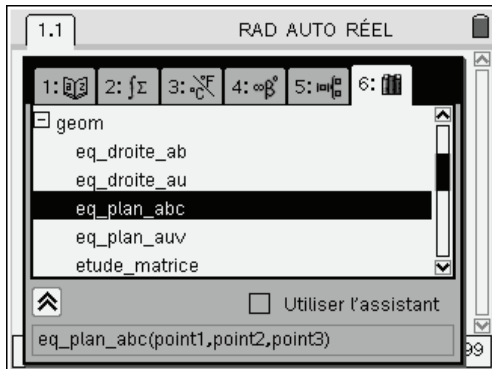 1.1 RAD AUTO RÉEL
1: 2: ∫Σ 3: °C°F 4: ∞β° 5: 6:
geom
eq_droite_ab
eq_droite_au
eq_plan_abc
eq_plan_auv
etude_matrice
Utiliser l'assistant
eq_plan_abc(point1,point2,point3)
99